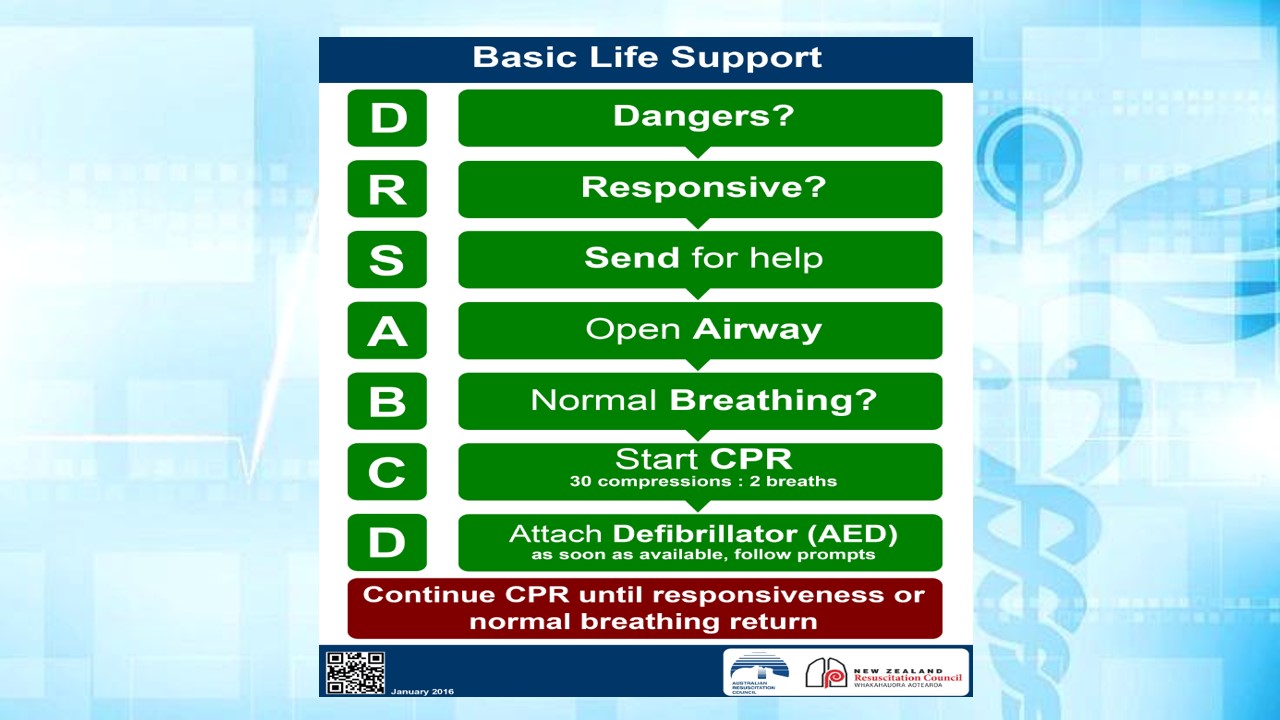 Basic Life Support
D
Dangers?
R
Responsive?
S
Send for help
A
Open Airway
B
Normal Breathing?
C
Start CPR
30 compressions : 2 breaths
D
Attach Defibrillator (AED)
as soon as available, follow prompts
Continue CPR until responsiveness or
normal breathing return
January 2016
AUSTRALIAN
RESUSCITATION
COUNCIL
NEW ZEALAND
Resuscitation Council
WHAKAHAUORA AOTEAROA